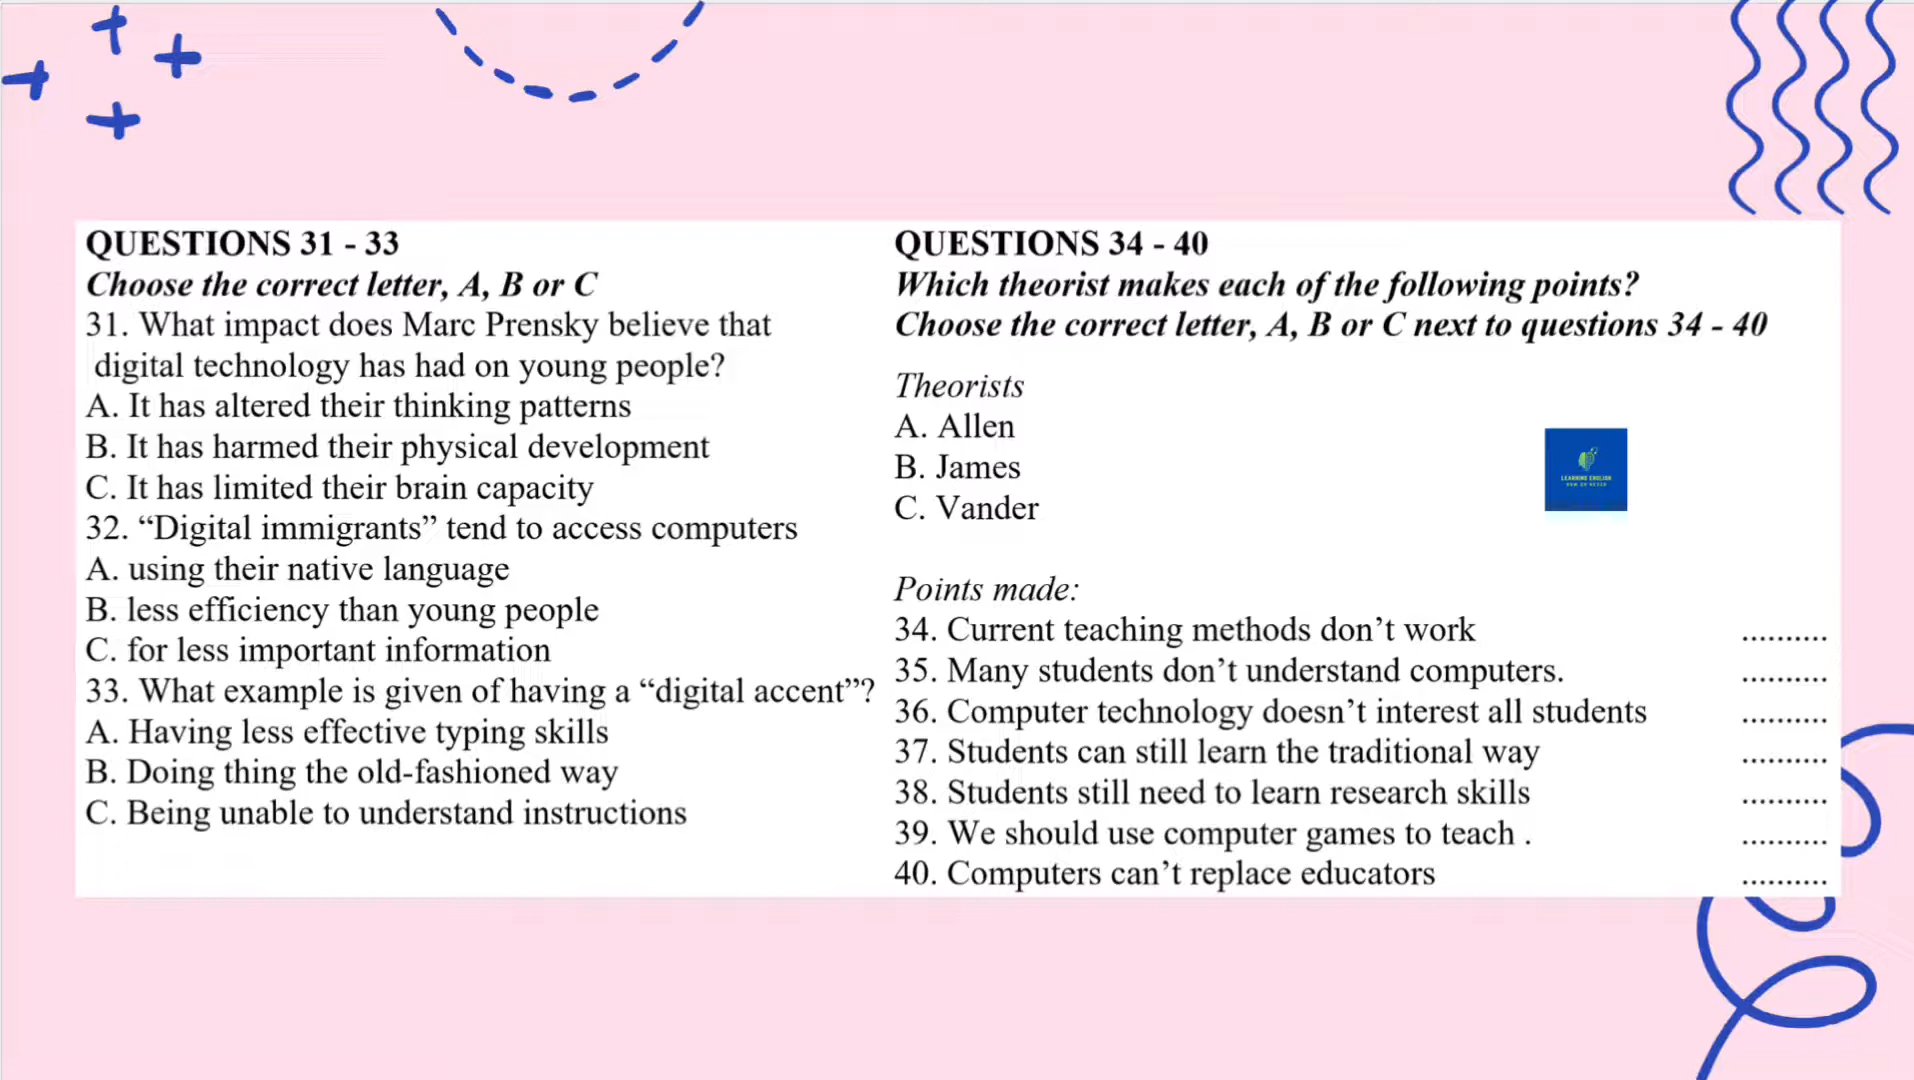 QUESTIONS 31 - 33
Choose the correct letter, A, B or C
31. What impact does Marc Prensky believe that
digital technology has had on young people?
A. It has altered their thinking patterns
B. It has harmed their physical development
C. It has limited their brain capacity
32. “Digital immigrants” tend to access computers
A. using their native language
B. less efficiency than young people
C. for less important information
33. What example is given of having a “digital accent”?
A. Having less effective typing skills
B. Doing thing the old-fashioned way
C. Being unable to understand instructions
QUESTIONS 34 - 40
Which theorist makes each of the following points?
Choose the correct letter, A, B or C next to questions 34 - 40
Theorists
A. Allen
B. James
C. Vander
LEARNING ENGLISH
Points made:
34. Current teaching methods don’t work ..........
35. Many students don’t understand computers. ..........
36. Computer technology doesn’t interest all students ..........
37. Students can still learn the traditional way ..........
38. Students still need to learn research skills ..........
39. We should use computer games to teach . ..........
40. Computers can’t replace educators ..........